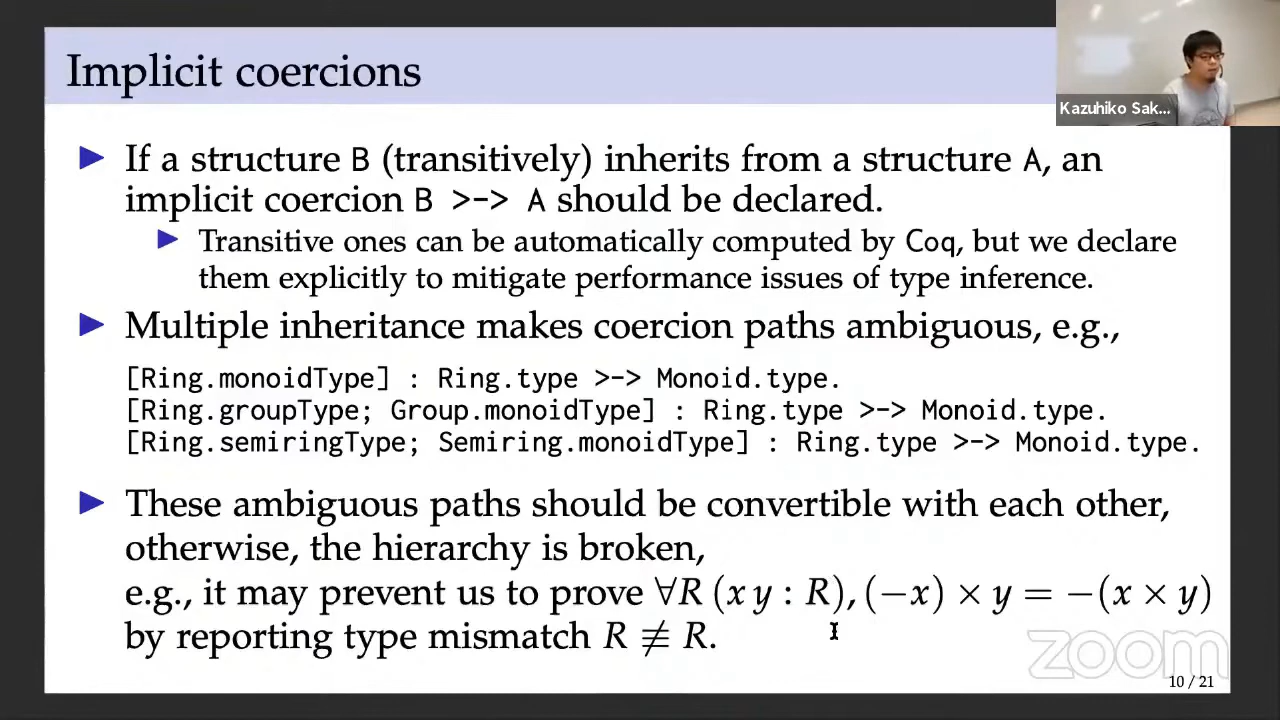 Implicit coercions
Kazuhiko Sak...
▶ If a structure B (transitively) inherits from a structure A, an
implicit coercion B >-> A should be declared.
▶ Transitive ones can be automatically computed by Coq, but we declare
them explicitly to mitigate performance issues of type inference.
▶ Multiple inheritance makes coercion paths ambiguous, e.g.,
[Ring.monoidType] : Ring.type >-> Monoid.type.
[Ring.groupType; Group.monoidType] : Ring.type >-> Monoid.type.
[Ring.semiringType; Semiring.monoidType] : Ring.type >-> Monoid.type.
▶ These ambiguous paths should be convertible with each other,
otherwise, the hierarchy is broken,
e.g., it may prevent us to prove ∀R (x y : R), (−x) × y = −(x × y)
by reporting type mismatch R ≢ R.
zoom
10 / 21